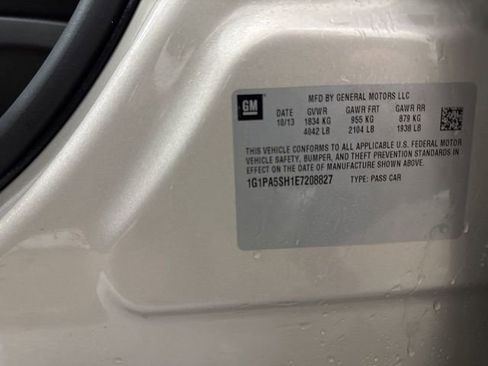 GM
MFD BY GENERAL MOTORS LLC
DATE GVWR GAWR FRT GAWR RR
10/13 1834 KG 955 KG 879 KG
4042 LB 2104 LB 1938 LB
THIS VEHICLE CONFORMS TO ALL APPLICABLE U.S. FEDERAL MOTOR
VEHICLE SAFETY, BUMPER, AND THEFT PREVENTION STANDARDS IN
EFFECT ON THE DATE OF MANUFACTURE SHOWN ABOVE.
1G1PA5SH1E7208827 TYPE: PASS CAR